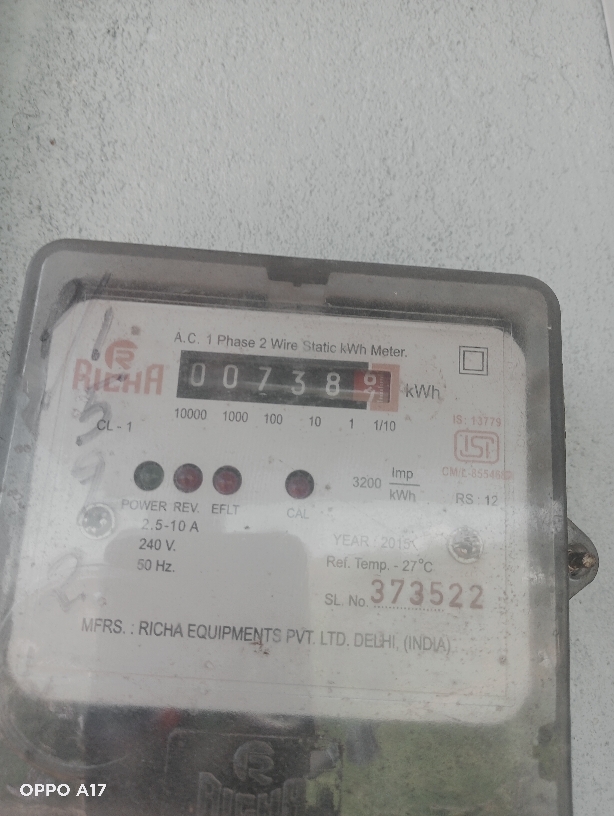 A.C. 1 Phase 2 Wire Static kWh Meter.
RICHA
0 0 7 3 8 kWh
10000 1000 100 10 1 1/10
CL - 1
IS: 13779
ISI
3200 Imp
kWh
RS : 12
POWER REV. EFLT CAL
2.5-10 A
240 V.
50 Hz.
YEAR / 2015
Ref. Temp. - 27°C
SL. No. 373522
MFRS. : RICHA EQUIPMENTS PVT. LTD. DELHI, (INDIA)
RICHA
OPPO A17